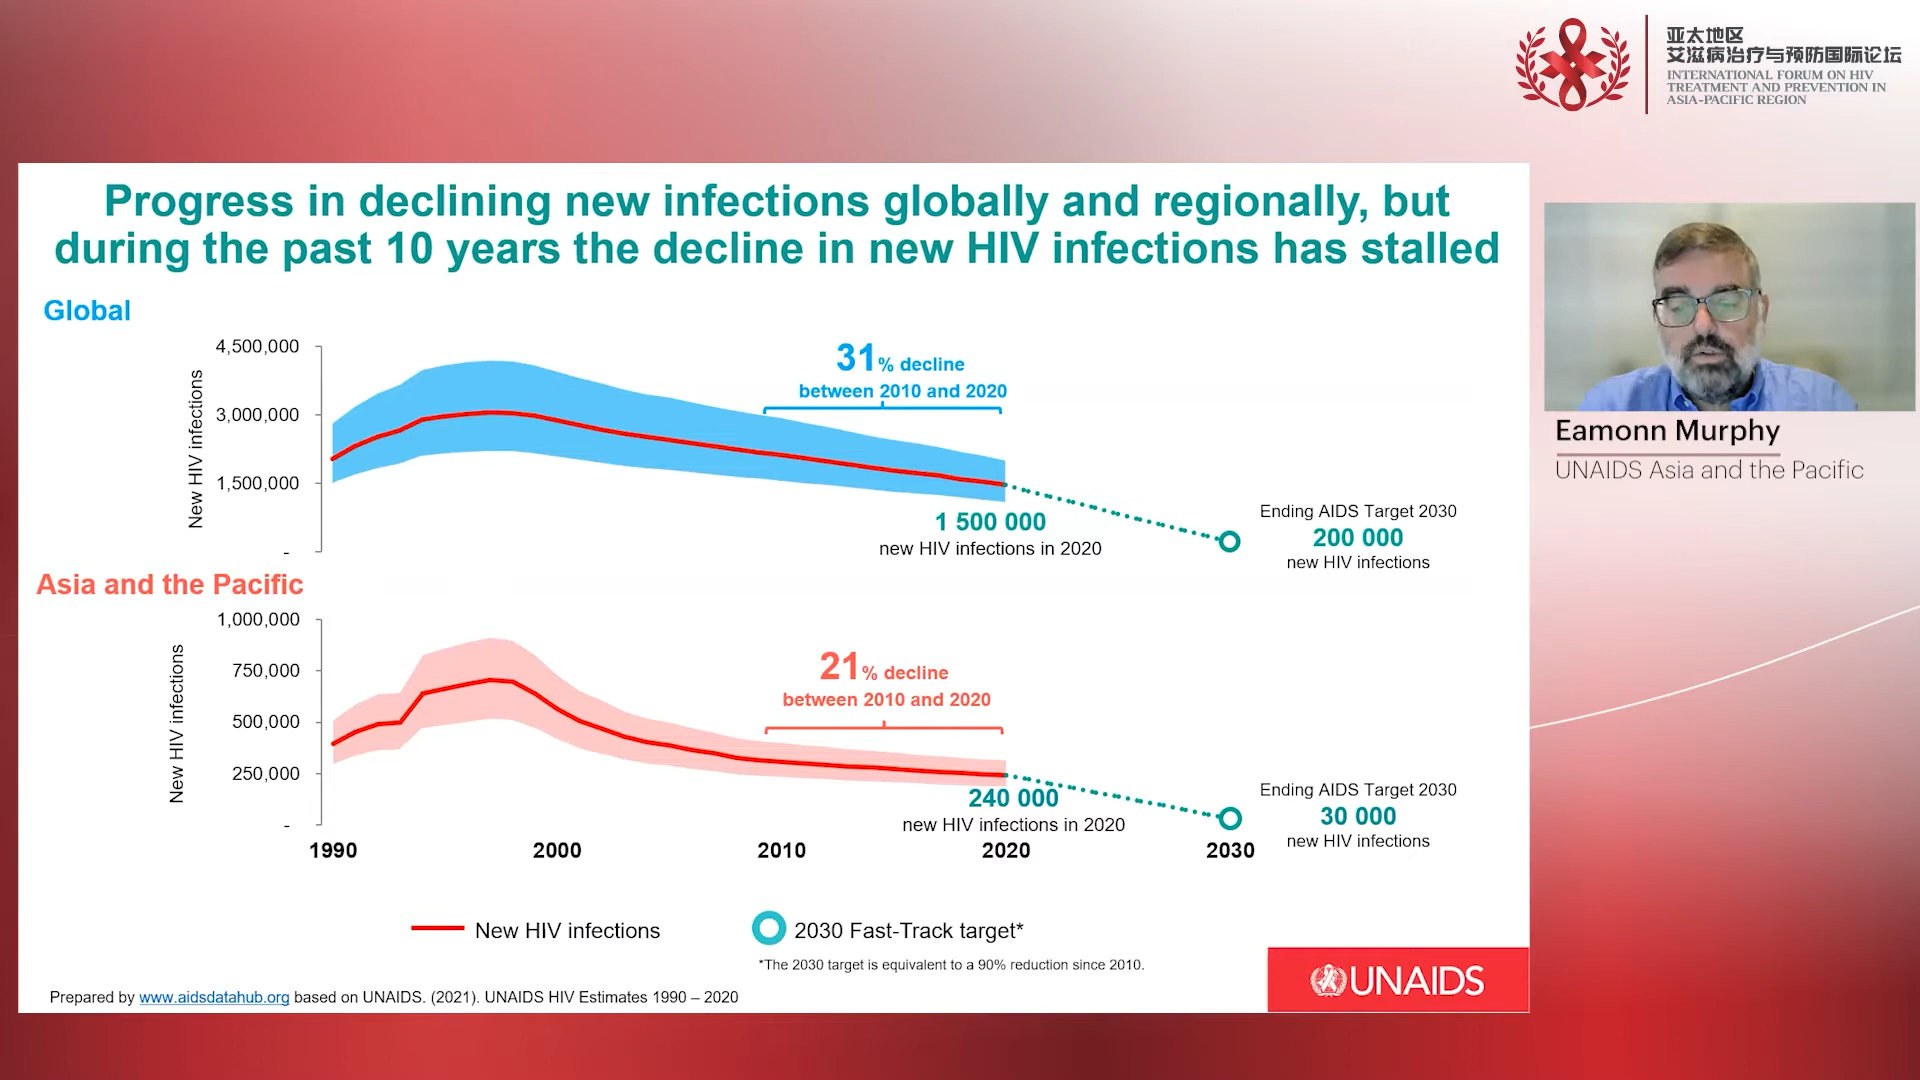 亚太地区
艾滋病治疗与预防国际论坛
INTERNATIONAL FORUM ON HIV
TREATMENT AND PREVENTION IN
ASIA-PACIFIC REGION
Progress in declining new infections globally and regionally, but
during the past 10 years the decline in new HIV infections has stalled
Global
New HIV infections
4,500,000
3,000,000
1,500,000
-
31% decline
between 2010 and 2020
1 500 000
new HIV infections in 2020
Ending AIDS Target 2030
200 000
new HIV infections
Asia and the Pacific
New HIV infections
1,000,000
750,000
500,000
250,000
-
21% decline
between 2010 and 2020
240 000
new HIV infections in 2020
Ending AIDS Target 2030
30 000
new HIV infections
1990 2000 2010 2020 2030
New HIV infections
2030 Fast-Track target*
*The 2030 target is equivalent to a 90% reduction since 2010.
Prepared by www.aidsdatahub.org based on UNAIDS. (2021). UNAIDS HIV Estimates 1990 – 2020
UNAIDS
Eamonn Murphy
UNAIDS Asia and the Pacific